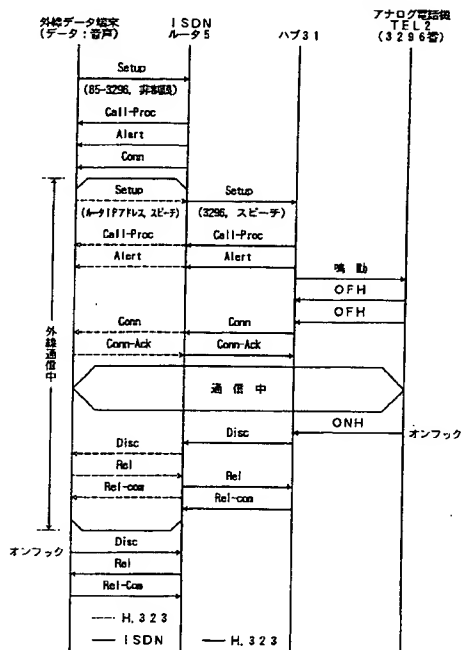 外線データ端末
(データ:音声)
ISDN
ルータ5
ハブ31
アナログ電話機
TEL2
(3296番)
Setup
(85-3296, 非制限)
Call-Proc
Alert
Conn
Setup
Setup
(ルータIPアドレス, スピーチ)
(3296, スピーチ)
Call-Proc
Call-Proc
Alert
Alert
鳴動
OFH
OFH
Conn
Conn
Conn-Ack
Conn-Ack
外線通信中
通信中
ONH
オンフック
Disc
Disc
Rel
Rel
Rel-com
Rel-com
オンフック
Disc
Rel
Rel-Com
H.323
ISDN
H.323